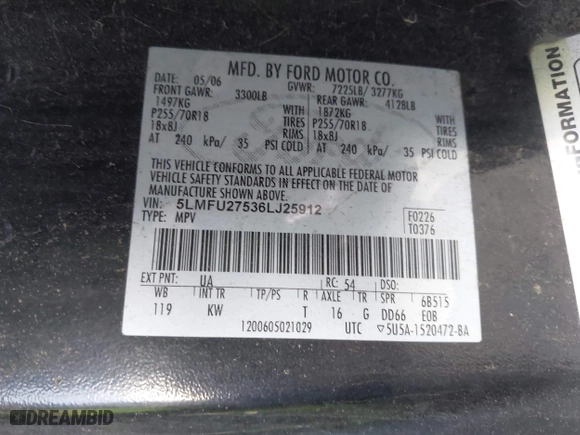 MFD. BY FORD MOTOR CO.
DATE: 05/06 GVWR: 7225LB/ 3277KG
FRONT GAWR: 3300LB REAR GAWR: 4128LB
1497KG WITH 1872KG WITH
P255/70R18 TIRES P255/70R18 TIRES
18x8J RIMS 18x8J RIMS
AT 240 kPa/ 35 PSI COLD AT 240 kPa/ 35 PSI COLD
THIS VEHICLE CONFORMS TO ALL APPLICABLE FEDERAL MOTOR
VEHICLE SAFETY STANDARDS IN EFFECT ON THE DATE OF
MANUFACTURE SHOWN ABOVE.
VIN: 5LMFU27536LJ25912
TYPE: MPV
F0226
T0376
EXT PNT: UA RC: 54 DSO:
WB INT TR TP/PS R AXLE TR SPR 6B515
119 KW T 16 G DD66 EOB
1200605021029 UTC 5U5A-1520472-BA
FORMATION
DREAMBID